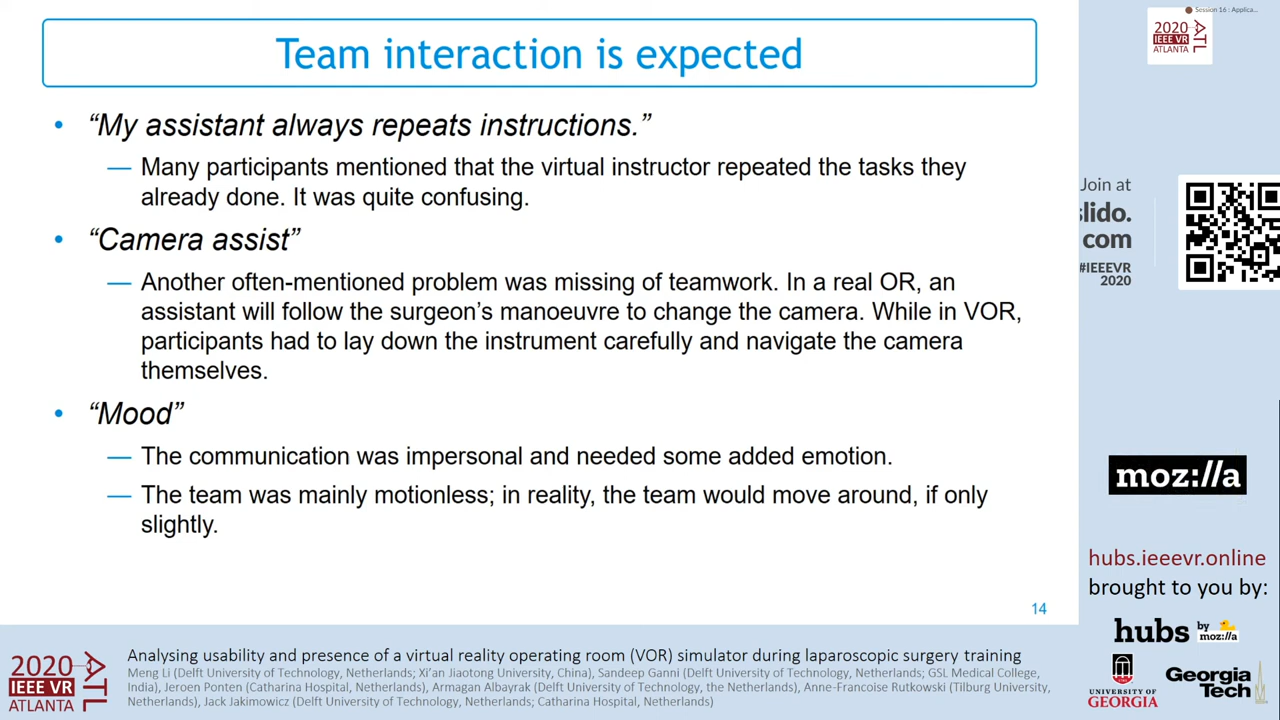 Team interaction is expected
• “My assistant always repeats instructions.”
— Many participants mentioned that the virtual instructor repeated the tasks they
already done. It was quite confusing.
• “Camera assist”
— Another often-mentioned problem was missing of teamwork. In a real OR, an
assistant will follow the surgeon’s manoeuvre to change the camera. While in VOR,
participants had to lay down the instrument carefully and navigate the camera
themselves.
• “Mood”
— The communication was impersonal and needed some added emotion.
— The team was mainly motionless; in reality, the team would move around, if only
slightly.
14
Session 16 : Applica...
2020
IEEE VR
ATLANTA
ATL
Join at
slido.
com
#IEEEVR
2020
moz://a
hubs.ieeevr.online
brought to you by:
hubs by moz://a
UNIVERSITY OF
GEORGIA
Georgia
Tech
2020
IEEE VR
ATLANTA
ATL
Analysing usability and presence of a virtual reality operating room (VOR) simulator during laparoscopic surgery training
Meng Li (Delft University of Technology, Netherlands; Xi’an Jiaotong University, China), Sandeep Ganni (Delft University of Technology, Netherlands; GSL Medical College,
India), Jeroen Ponten (Catharina Hospital, Netherlands), Armagan Albayrak (Delft University of Technology, the Netherlands), Anne-Francoise Rutkowski (Tilburg University,
Netherlands), Jack Jakimowicz (Delft University of Technology, Netherlands; Catharina Hospital, Netherlands)